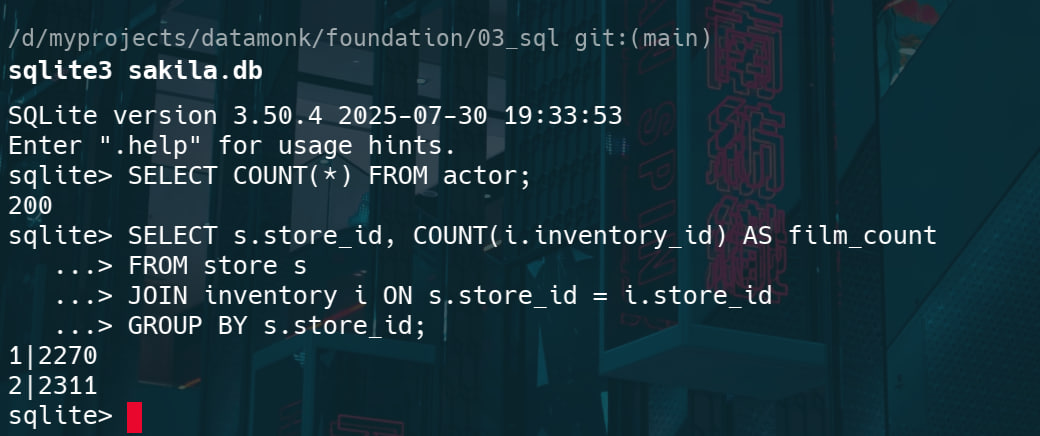 /d/myprojects/datamonk/foundation/03_sql git:(main)
sqlite3 sakila.db
SQLite version 3.50.4 2025-07-30 19:33:53
Enter ".help" for usage hints.
sqlite> SELECT COUNT(*) FROM actor;
200
sqlite> SELECT s.store_id, COUNT(i.inventory_id) AS film_count
   ...> FROM store s
   ...> JOIN inventory i ON s.store_id = i.store_id
   ...> GROUP BY s.store_id;
1|2270
2|2311
sqlite>